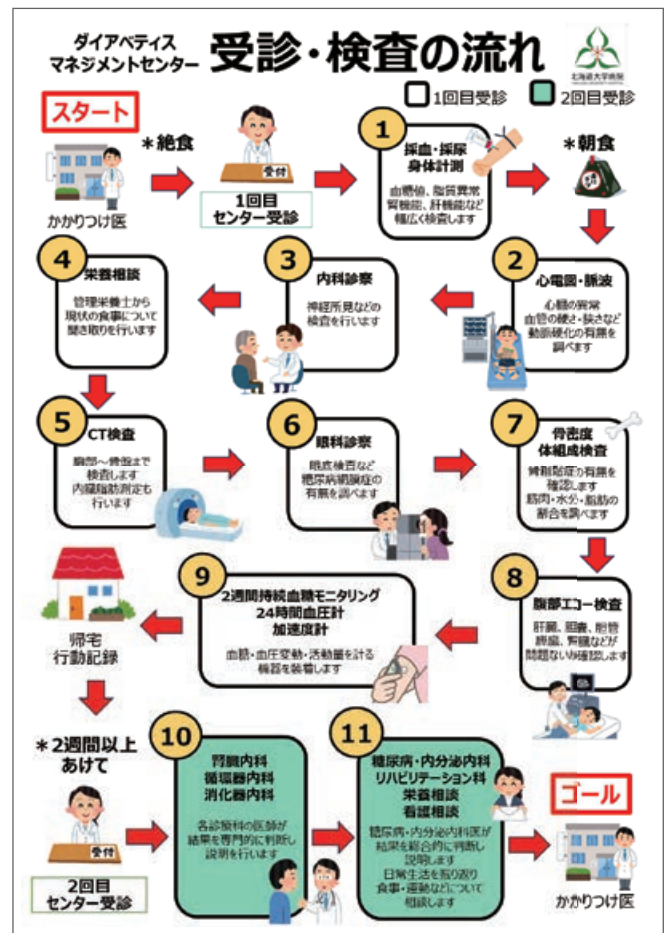 ダイアベティス
マネジメントセンター
受診・検査の流れ
北海道大学病院
1回目受診
2回目受診
スタート
かかりつけ医
＊絶食
受付
1回目
センター受診
1
採血・採尿
身体計測
血糖値、脂質異常
腎機能、肝機能など
幅広く検査します
＊朝食
2
心電図・脈波
心臓の異常
血管の硬さ・狭さなど
動脈硬化の有無を
調べます
3
内科診察
神経所見などの
検査を行います
4
栄養相談
管理栄養士から
現状の食事について
聞き取りを行います
5
CT検査
胸部～骨盤まで
検査します
内臓脂肪測定も
行います
6
眼科診察
眼底検査など
糖尿病網膜症の
有無を調べます
7
骨密度
体組成検査
骨粗鬆症の有無を
確認します
筋肉・水分・脂肪の
割合を調べます
8
腹部エコー検査
肝臓、胆嚢、胆管
膵臓、腎臓などが
問題ないか確認します
9
2週間持続血糖モニタリング
24時間血圧計
加速度計
血糖・血圧変動・活動量を計る
機器を装着します
帰宅
行動記録
＊2週間以上
あけて
受付
2回目
センター受診
10
腎臓内科
循環器内科
消化器内科
各診療科の医師が
結果を専門的に判断し
説明を行います
11
糖尿病・内分泌内科
リハビリテーション科
栄養相談
看護相談
糖尿病・内分泌内科医が
結果を総合的に判断し
説明します
日常生活を振り返り
食事・運動などについて
相談します
ゴール
かかりつけ医